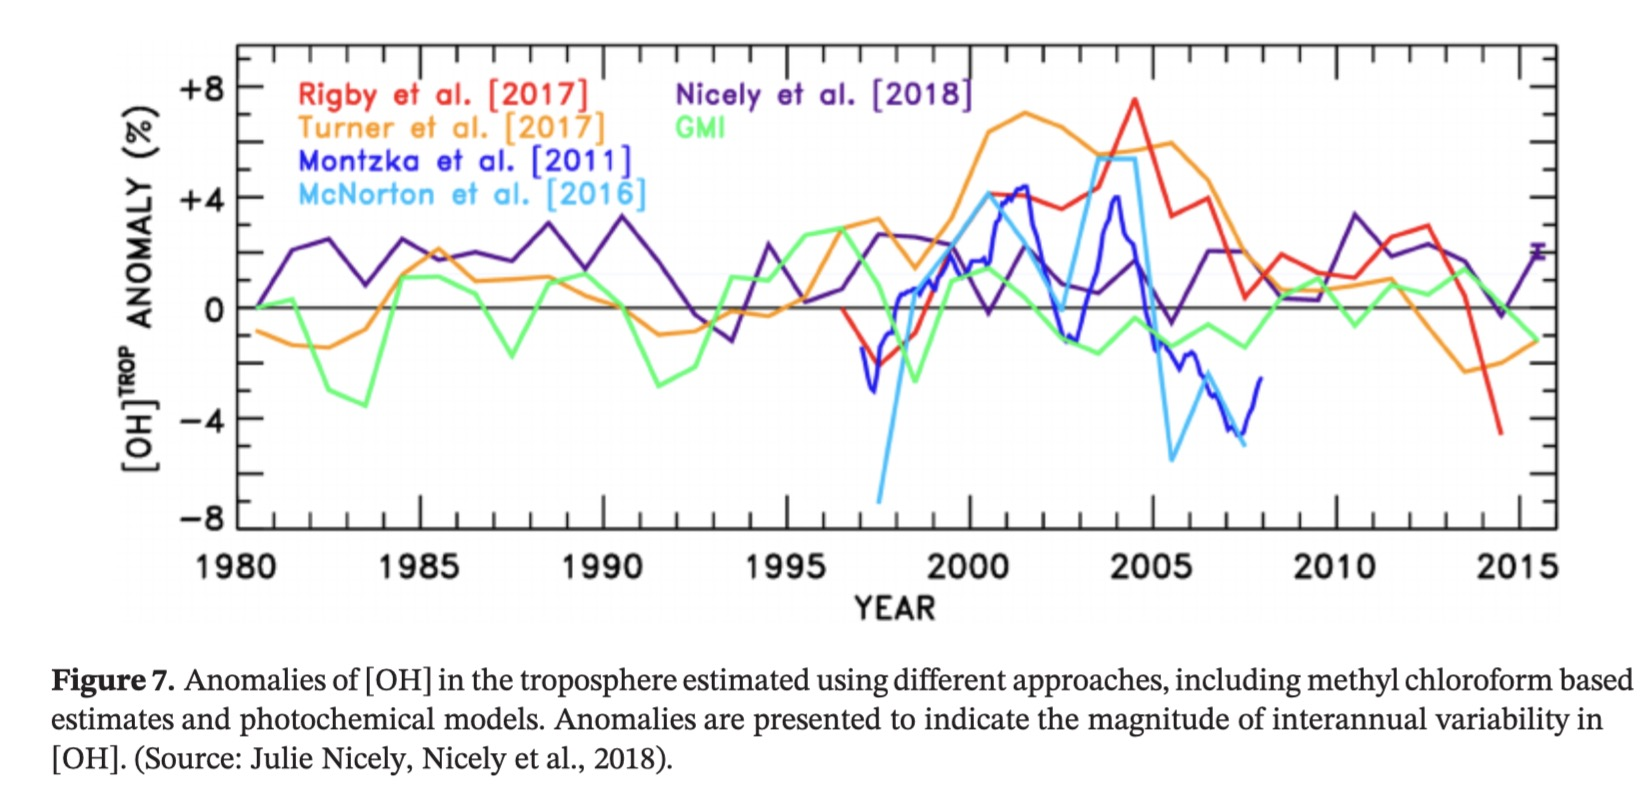 +8
+4
0
−4
−8
[OH]TROP ANOMALY (%)
Rigby et al. [2017]
Turner et al. [2017]
Montzka et al. [2011]
McNorton et al. [2016]
Nicely et al. [2018]
GMI
1980 1985 1990 1995 2000 2005 2010 2015
YEAR
Figure 7. Anomalies of [OH] in the troposphere estimated using different approaches, including methyl chloroform based
estimates and photochemical models. Anomalies are presented to indicate the magnitude of interannual variability in
[OH]. (Source: Julie Nicely, Nicely et al., 2018).